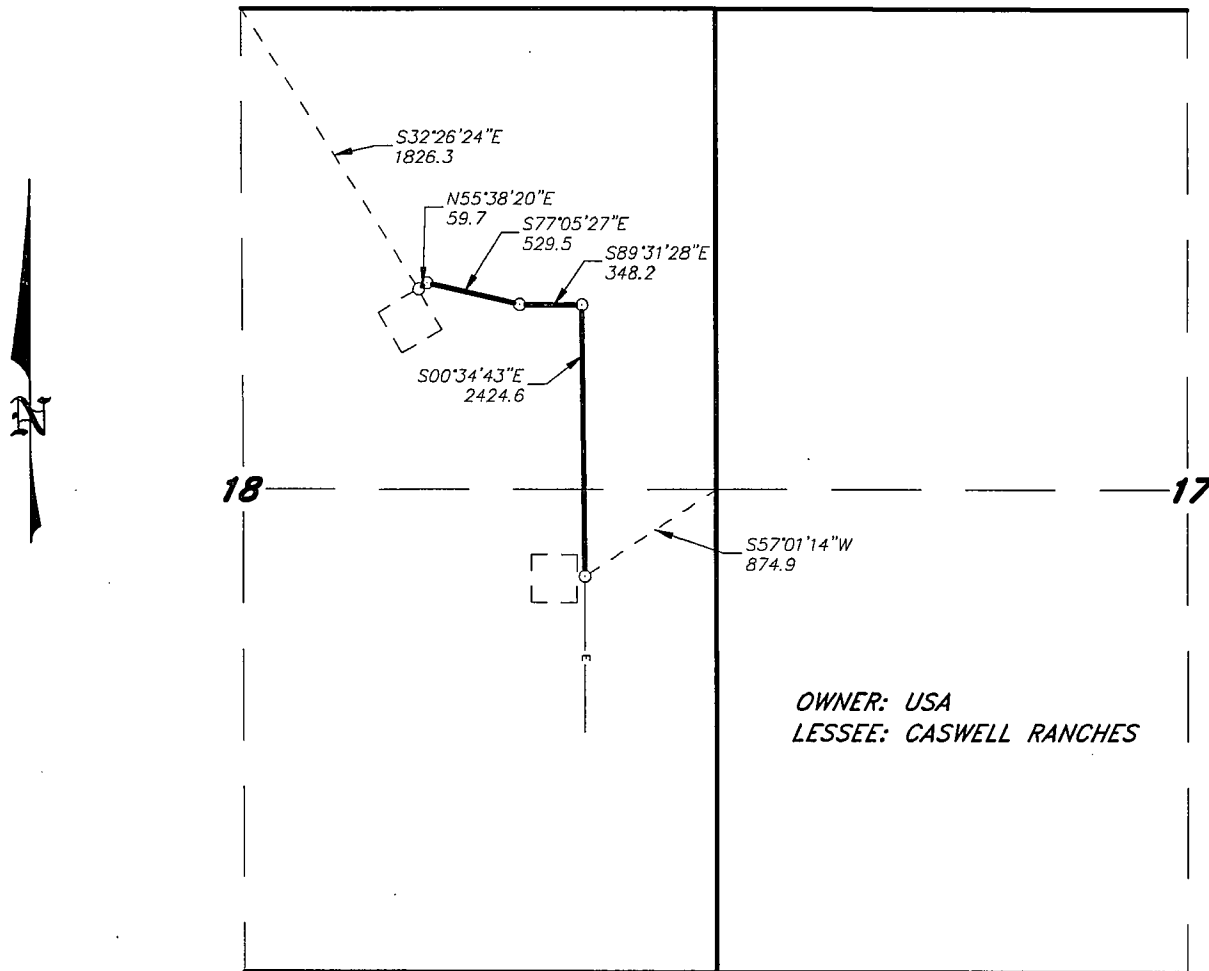 S32°26'24"E
1826.3
N55°38'20"E
59.7
S77°05'27"E
529.5
S89°31'28"E
348.2
S00°34'43"E
2424.6
N
18
17
S57°01'14"W
874.9
E
OWNER: USA
LESSEE: CASWELL RANCHES